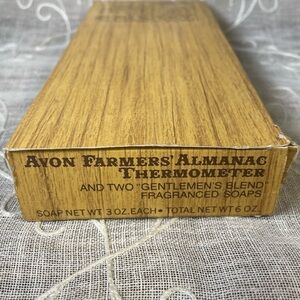 AVON FARMERS' ALMANAC
THERMOMETER
AND TWO "GENTLEMEN'S BLEND"
FRAGRANCED SOAPS
SOAP NET WT 3 OZ. EACH • TOTAL NET WT 6 OZ.